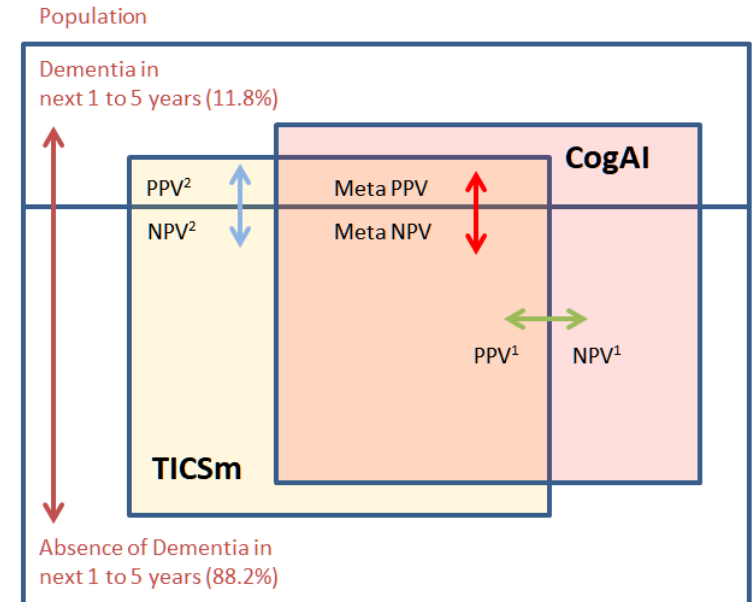 Population
Dementia in
next 1 to 5 years (11.8%)
CogAI
PPV²
Meta PPV
NPV²
Meta NPV
PPV¹
NPV¹
TICSm
Absence of Dementia in
next 1 to 5 years (88.2%)